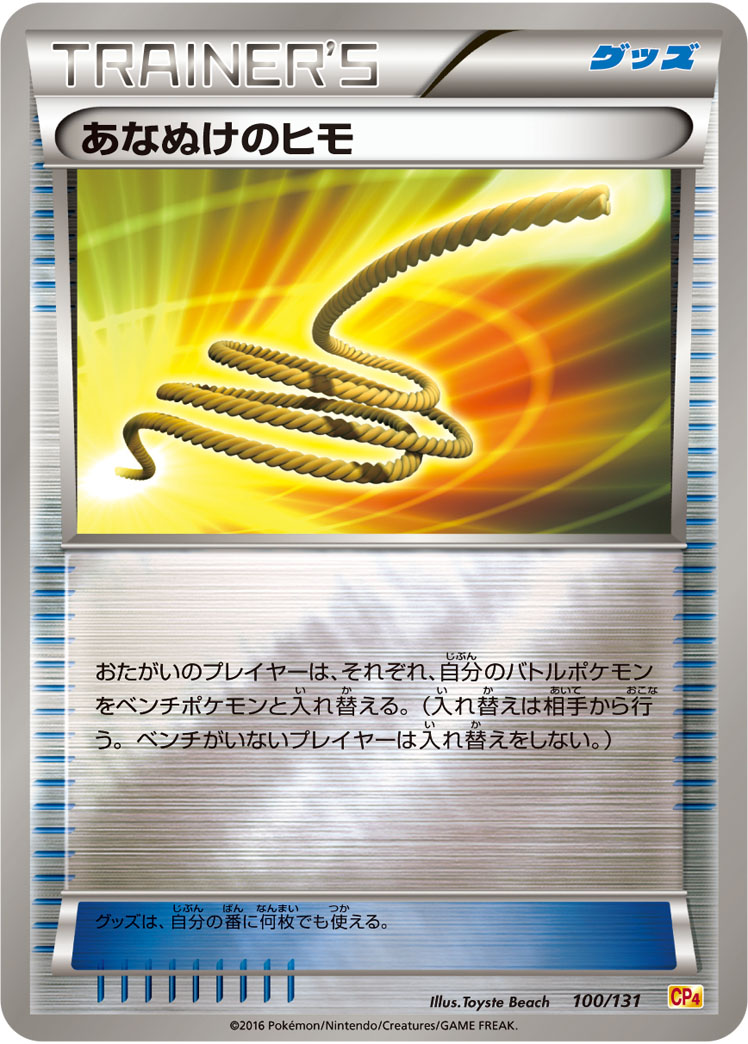 TRAINER'S
グッズ
あなぬけのヒモ
おたがいのプレイヤーは、それぞれ、自分のバトルポケモン
をベンチポケモンと入れ替える。（入れ替えは相手から行
う。ベンチがいないプレイヤーは入れ替えをしない。）
グッズは、自分の番に何枚でも使える。
Illus.Toyste Beach 100/131 CP4
©2016 Pokémon/Nintendo/Creatures/GAME FREAK.